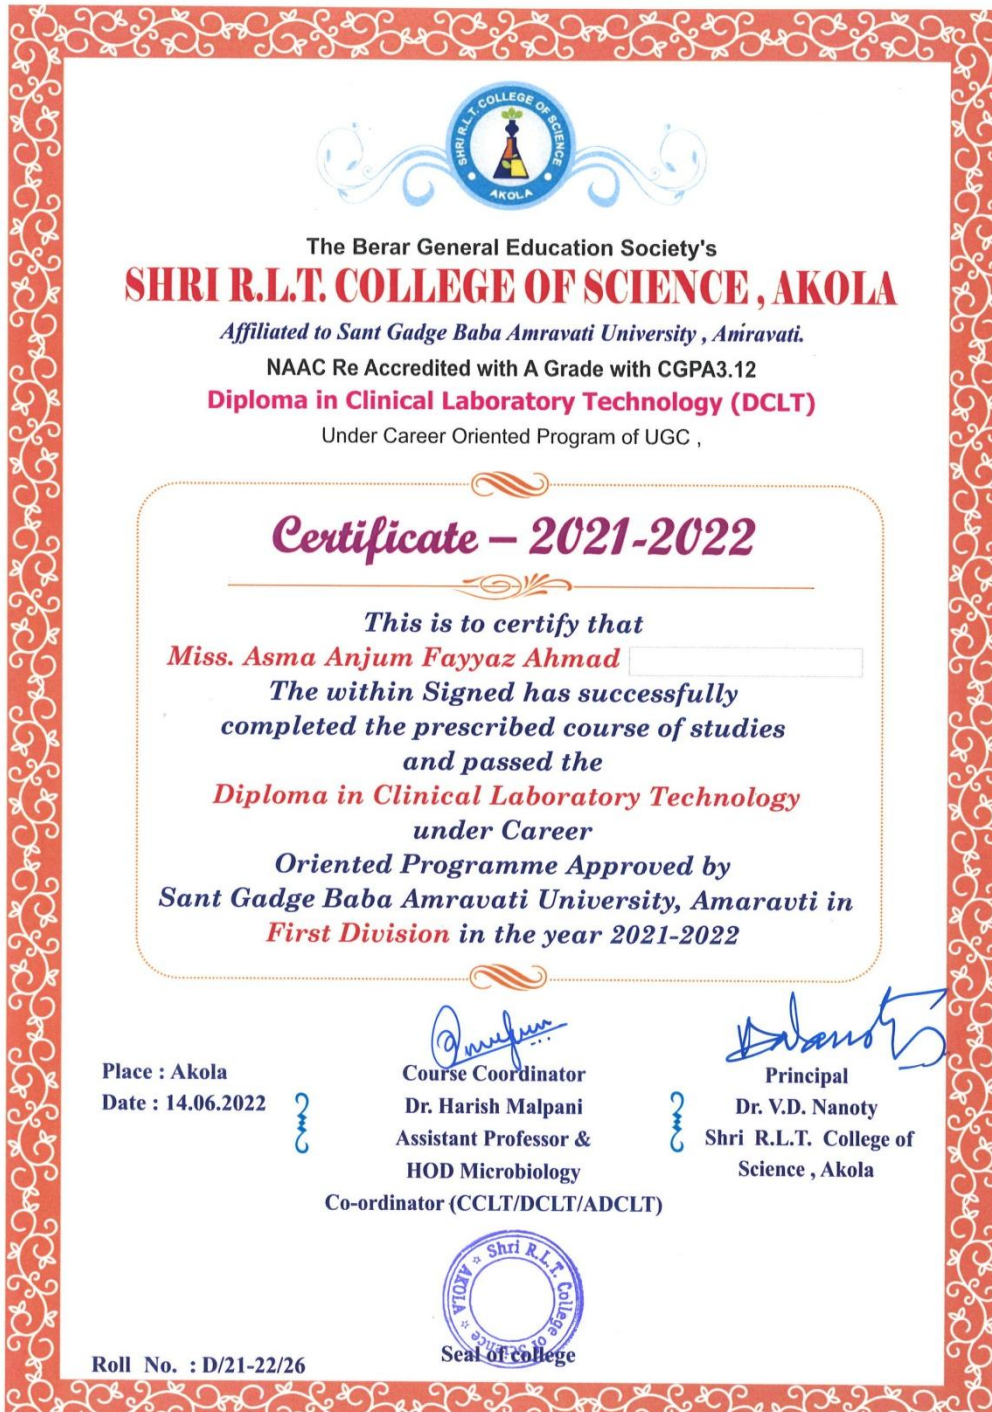 SHRI R.L.T. COLLEGE OF SCIENCE
AKOLA
The Berar General Education Society's
SHRI R.L.T. COLLEGE OF SCIENCE , AKOLA
Affiliated to Sant Gadge Baba Amravati University , Amravati.
NAAC Re Accredited with A Grade with CGPA3.12
Diploma in Clinical Laboratory Technology (DCLT)
Under Career Oriented Program of UGC ,
Certificate – 2021-2022
This is to certify that
Miss. Asma Anjum Fayyaz Ahmad
The within Signed has successfully
completed the prescribed course of studies
and passed the
Diploma in Clinical Laboratory Technology
under Career
Oriented Programme Approved by
Sant Gadge Baba Amravati University, Amaravti in
First Division in the year 2021-2022
Place : Akola
Date : 14.06.2022
Course Coordinator
Dr. Harish Malpani
Assistant Professor &
HOD Microbiology
Co-ordinator (CCLT/DCLT/ADCLT)
Principal
Dr. V.D. Nanoty
Shri R.L.T. College of
Science , Akola
Shri R.L.T. College of Science
AKOLA
Seal of college
Roll No. : D/21-22/26